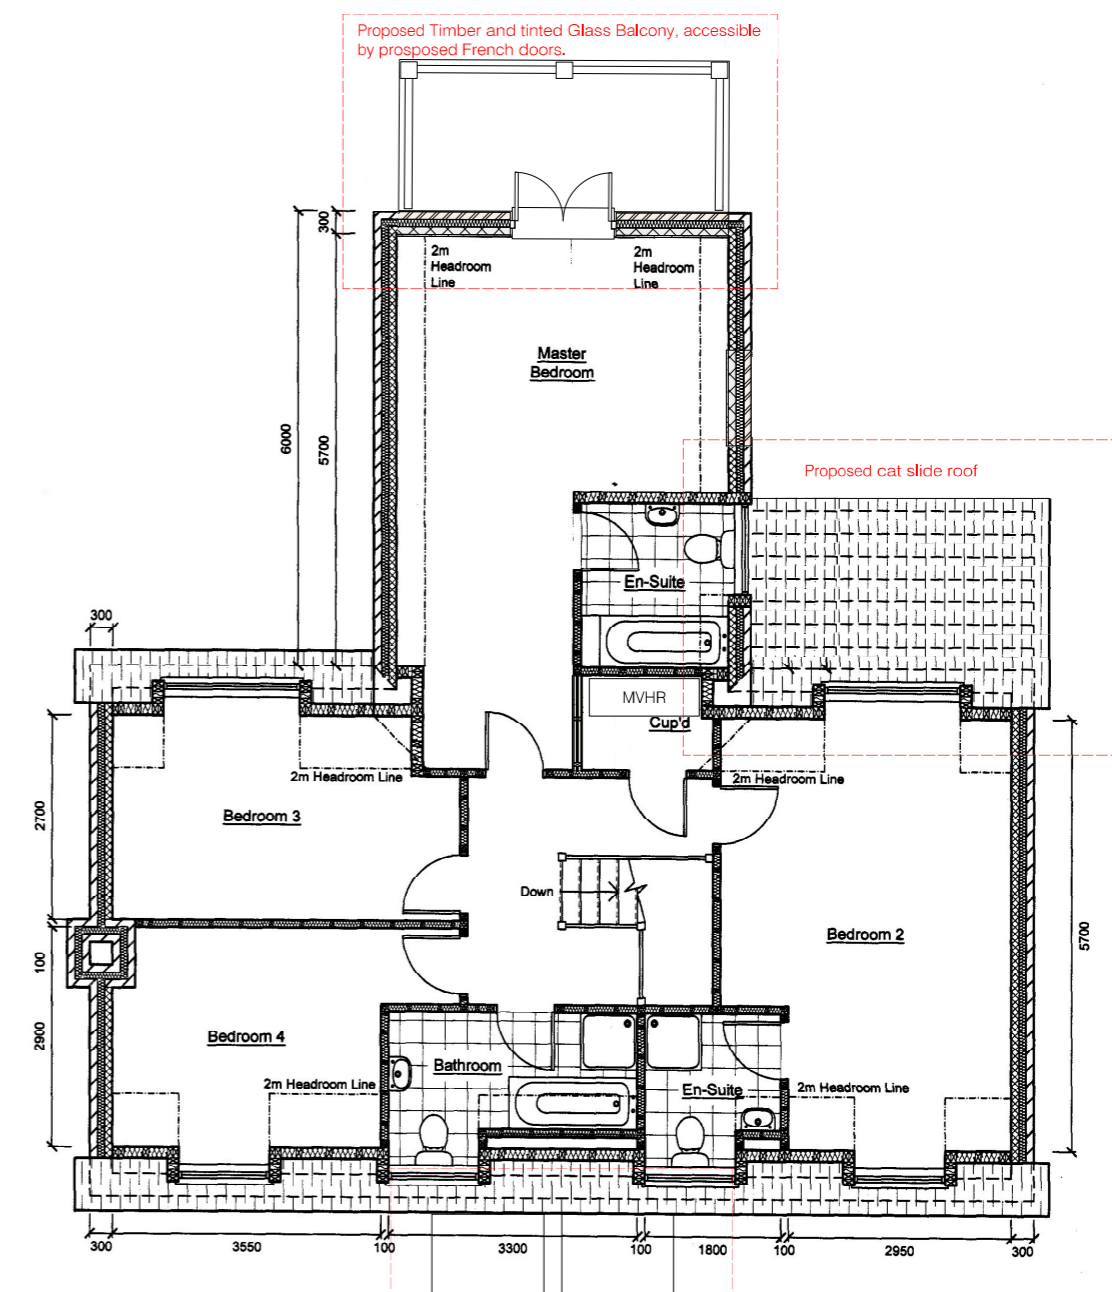 Proposed Timber and tinted Glass Balcony, accessible
by prosposed French doors.
300
2m
Headroom
Line
2m
Headroom
Line
Master
Bedroom
6000
5700
Proposed cat slide roof
En-Suite
300
MVHR
Cup'd
2m Headroom Line
2m Headroom Line
2700
Bedroom 3
Down
Bedroom 2
5700
100
2900
Bedroom 4
Bathroom
2m Headroom Line
En-Suite
2m Headroom Line
300
3550
100
3300
100
1800
100
2950
300